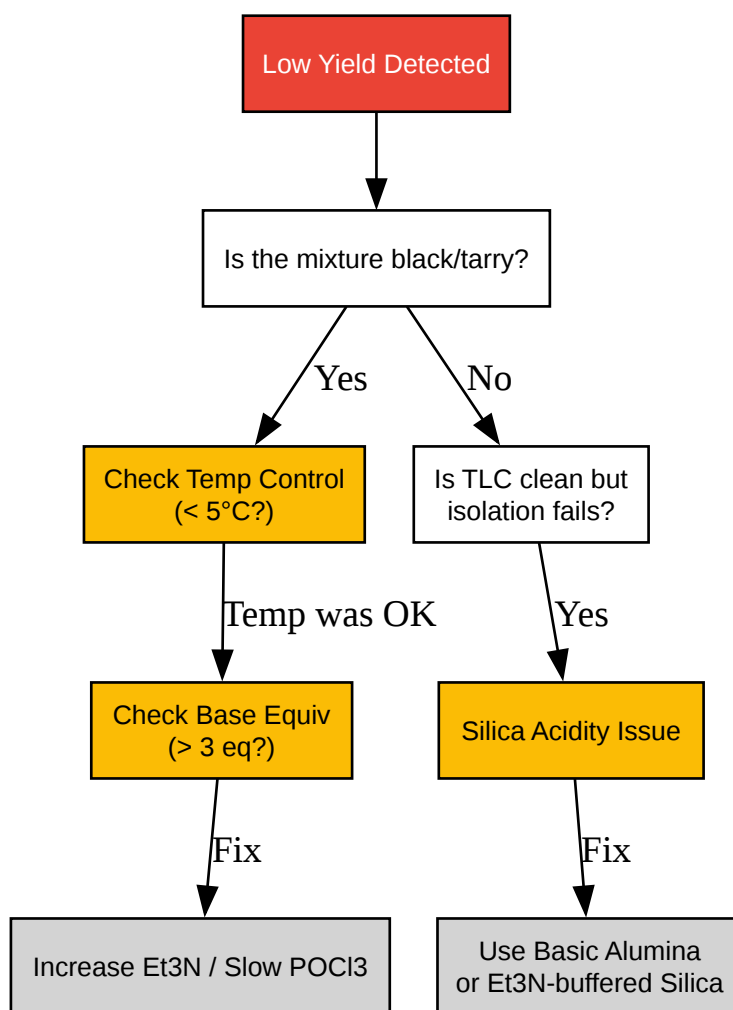 Low Yield Detected
Is the mixture black/tarry?
Yes
No
Check Temp Control
(< 5°C?)
Is TLC clean but
isolation fails?
Temp was OK
Yes
Check Base Equiv
(> 3 eq?)
Silica Acidity Issue
Fix
Fix
Increase Et3N / Slow POCl3
Use Basic Alumina
or Et3N-buffered Silica